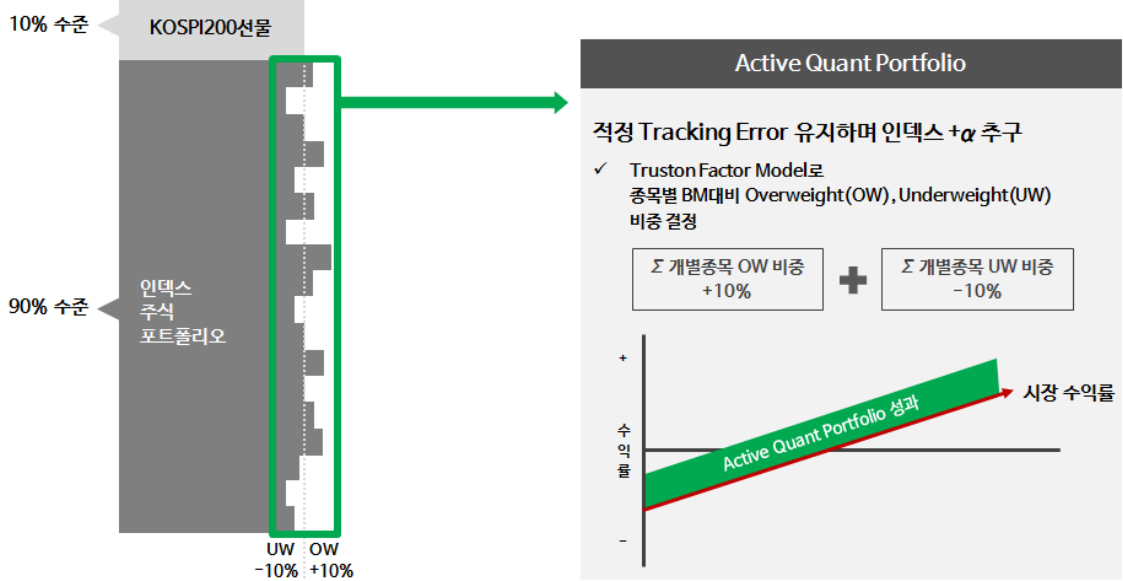 10% 수준
KOSPI200선물
90% 수준
인덱스
주식
포트폴리오
UW
-10%
OW
+10%
Active Quant Portfolio
적정 Tracking Error 유지하며 인덱스 +α 추구
✓ Truston Factor Model로
종목별 BM대비 Overweight(OW), Underweight(UW)
비중 결정
Σ 개별종목 OW 비중
+10%
+
Σ 개별종목 UW 비중
-10%
+
수
익
률
-
Active Quant Portfolio 성과
시장 수익률